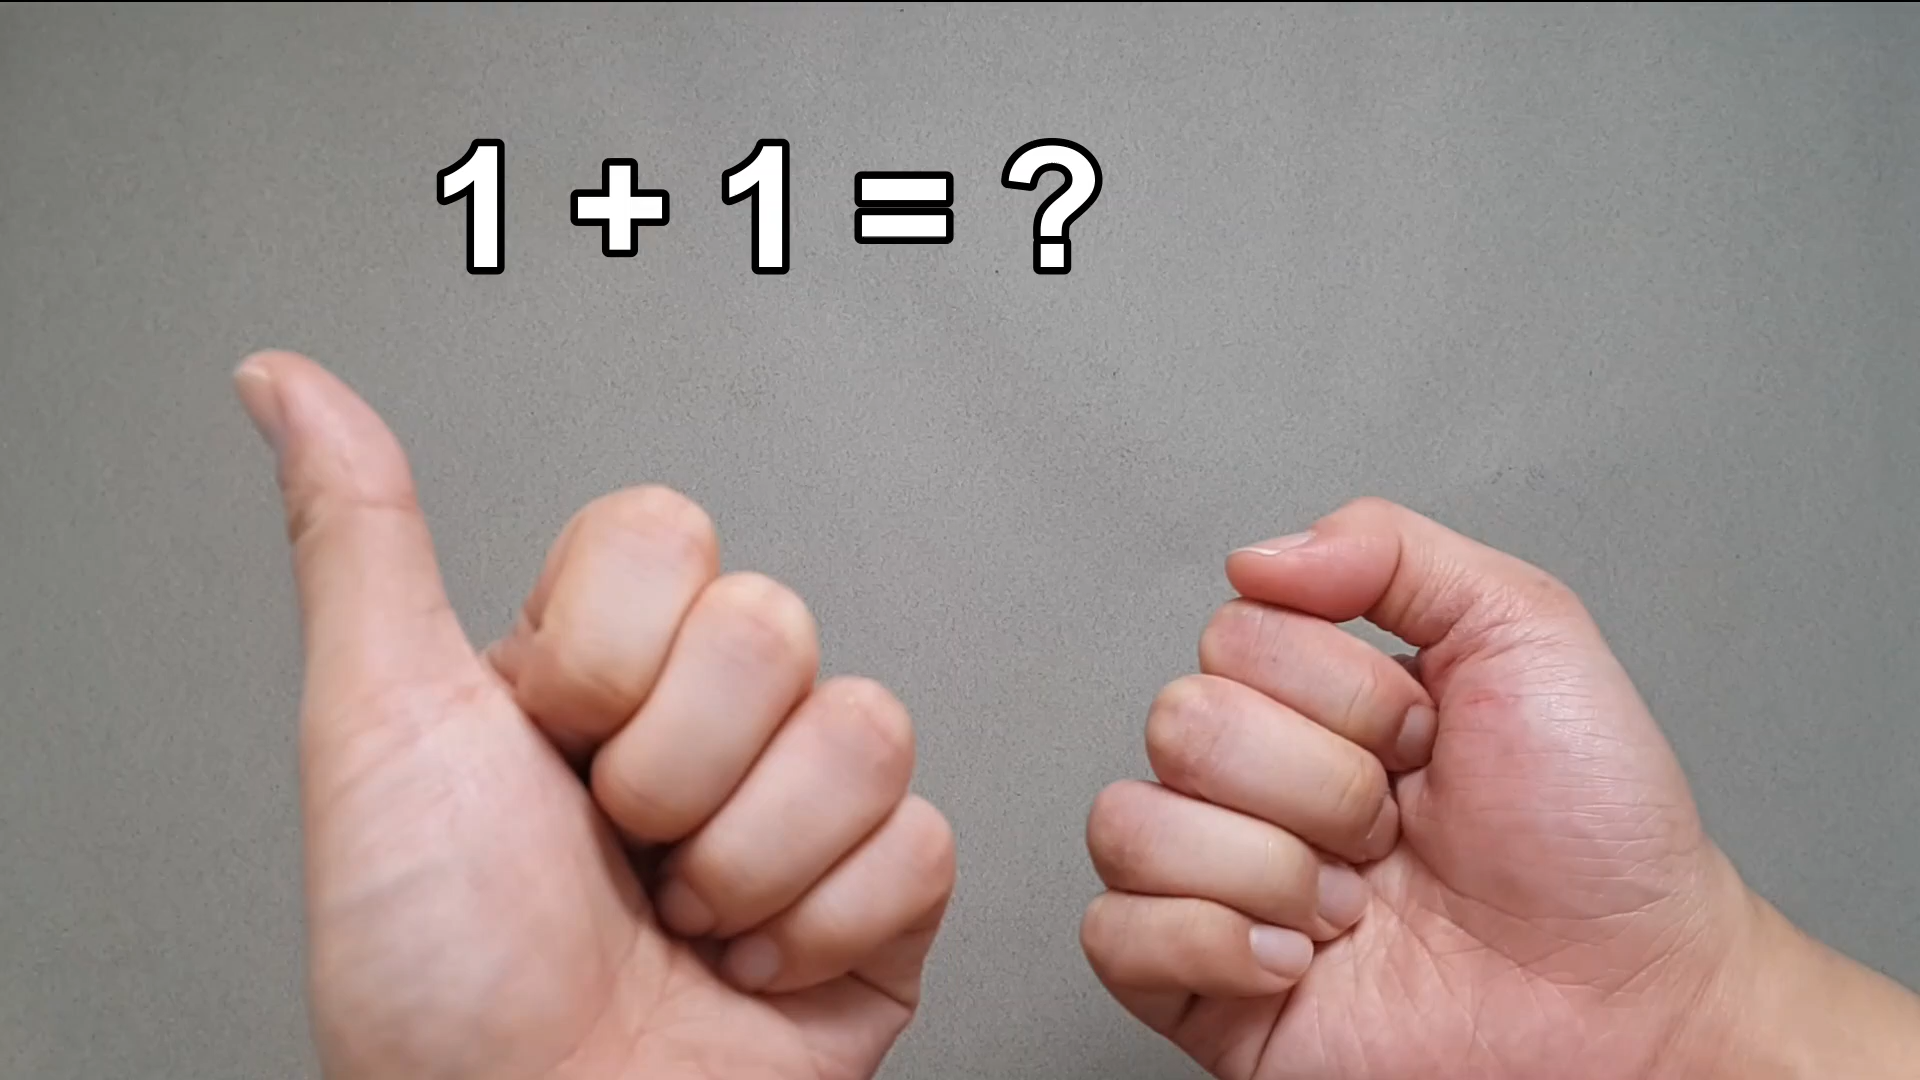 1 + 1 = ?